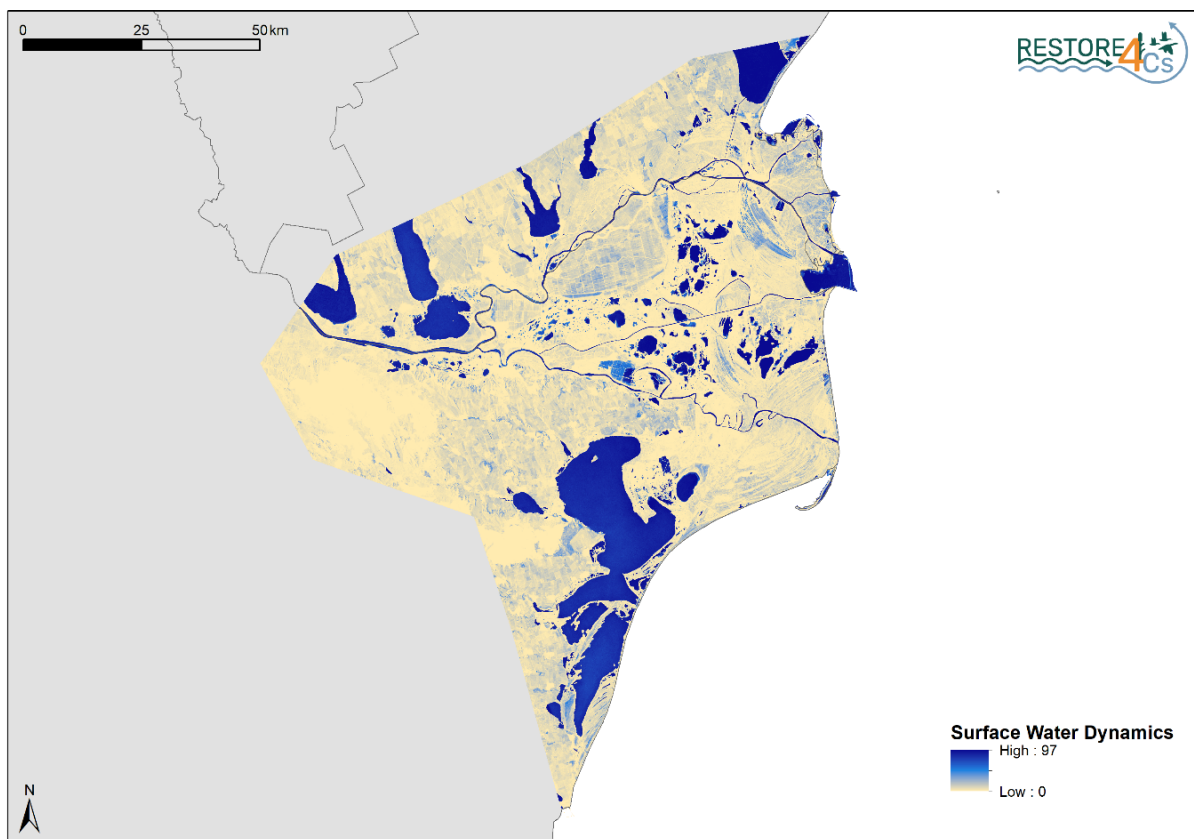 0 25 50 km
RESTORE4Cs
Surface Water Dynamics
High : 97
Low : 0
N